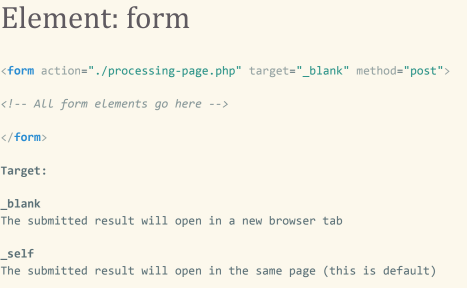 Element: form
<form action="./processing-page.php" target="_blank" method="post">
<!-- All form elements go here -->
</form>
Target:
_blank
The submitted result will open in a new browser tab
_self
The submitted result will open in the same page (this is default)